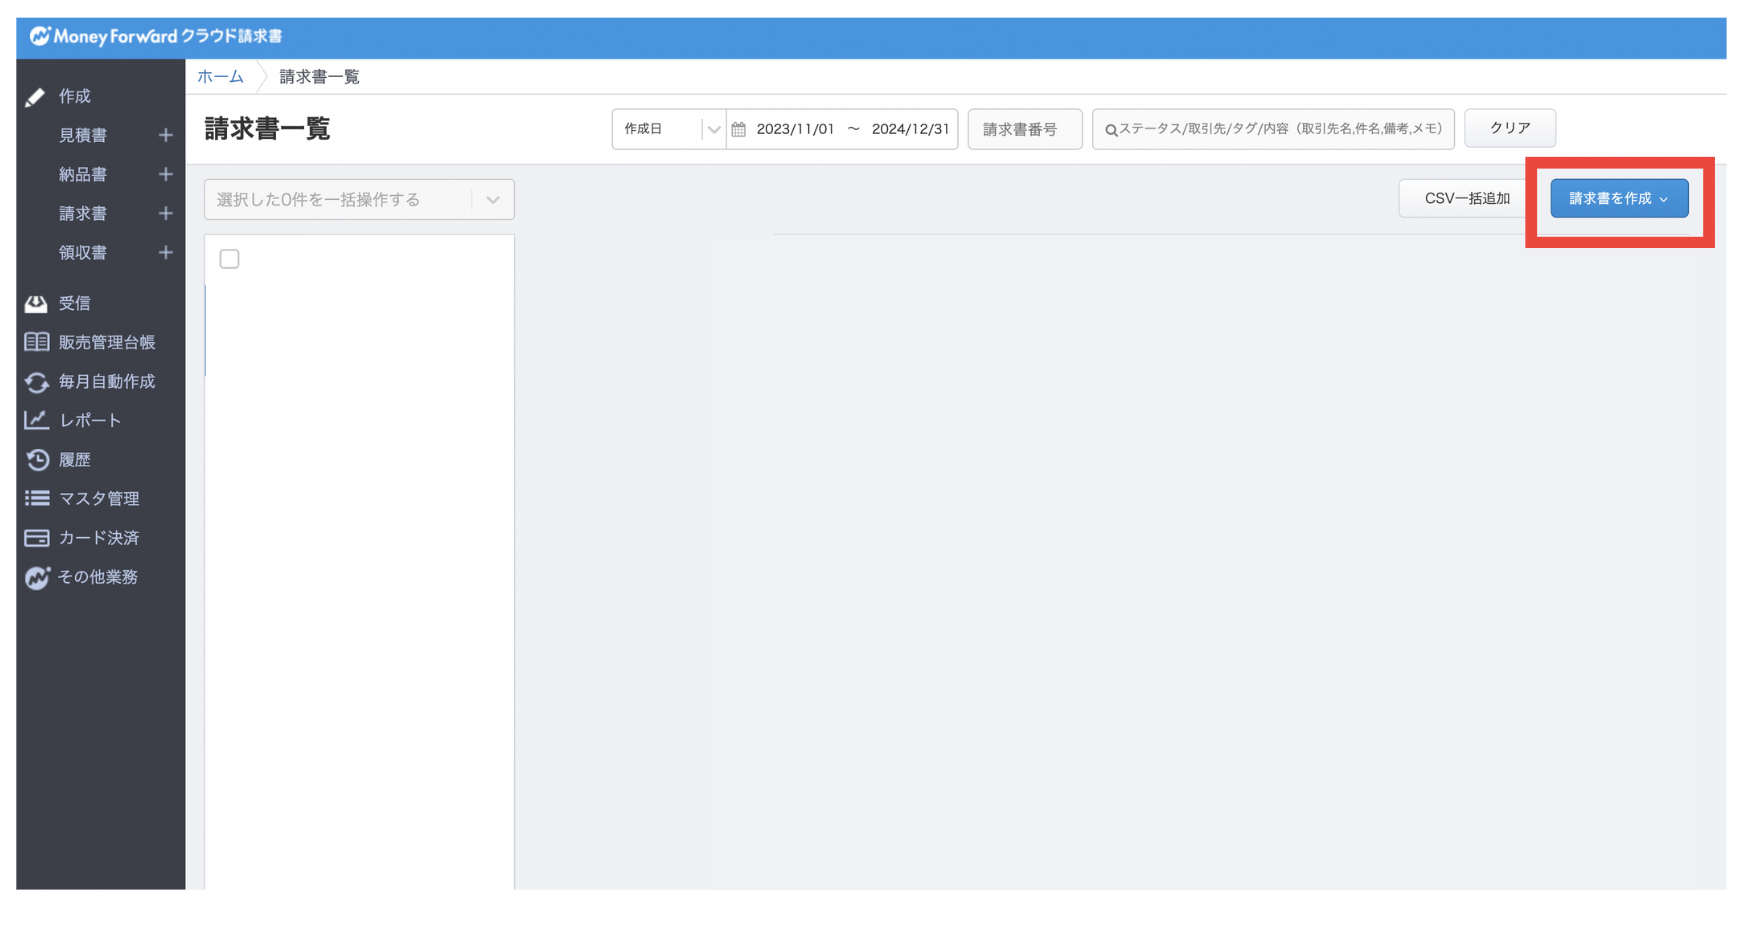 Money Forward クラウド請求書
ホーム
請求書一覧
作成
見積書
納品書
請求書
領収書
受信
販売管理台帳
毎月自動作成
レポート
履歴
マスタ管理
カード決済
その他業務
請求書一覧
作成日
2023/11/01 ～ 2024/12/31
請求書番号
ステータス/取引先/タグ/内容（取引先名,件名,備考,メモ）
クリア
選択した0件を一括操作する
CSV一括追加
請求書を作成